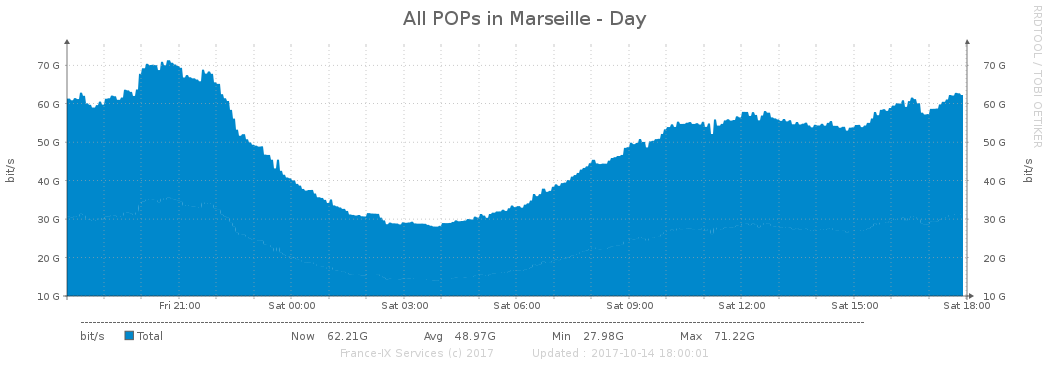 All POPs in Marseille - Day
RRDTOOL / TOBI OETIKER
bit/s
70 G
60 G
50 G
40 G
30 G
20 G
10 G
70 G
60 G
50 G
40 G
30 G
20 G
10 G
bit/s
Fri 21:00 Sat 00:00 Sat 03:00 Sat 06:00 Sat 09:00 Sat 12:00 Sat 15:00 Sat 18:00
bit/s Total Now 62.21G Avg 48.97G Min 27.98G Max 71.22G
France-IX Services (c) 2017 Updated : 2017-10-14 18:00:01